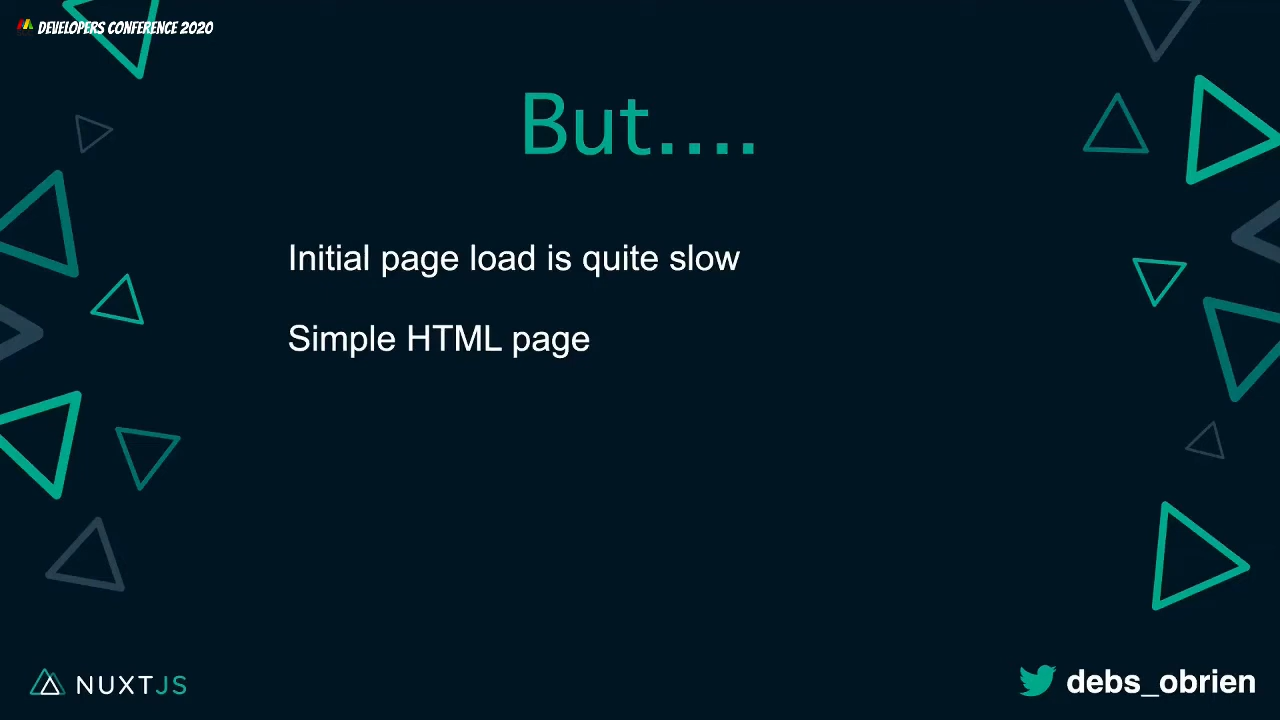 DEVELOPERS CONFERENCE 2020
But....
Initial page load is quite slow
Simple HTML page
NUXTJS
debs_obrien